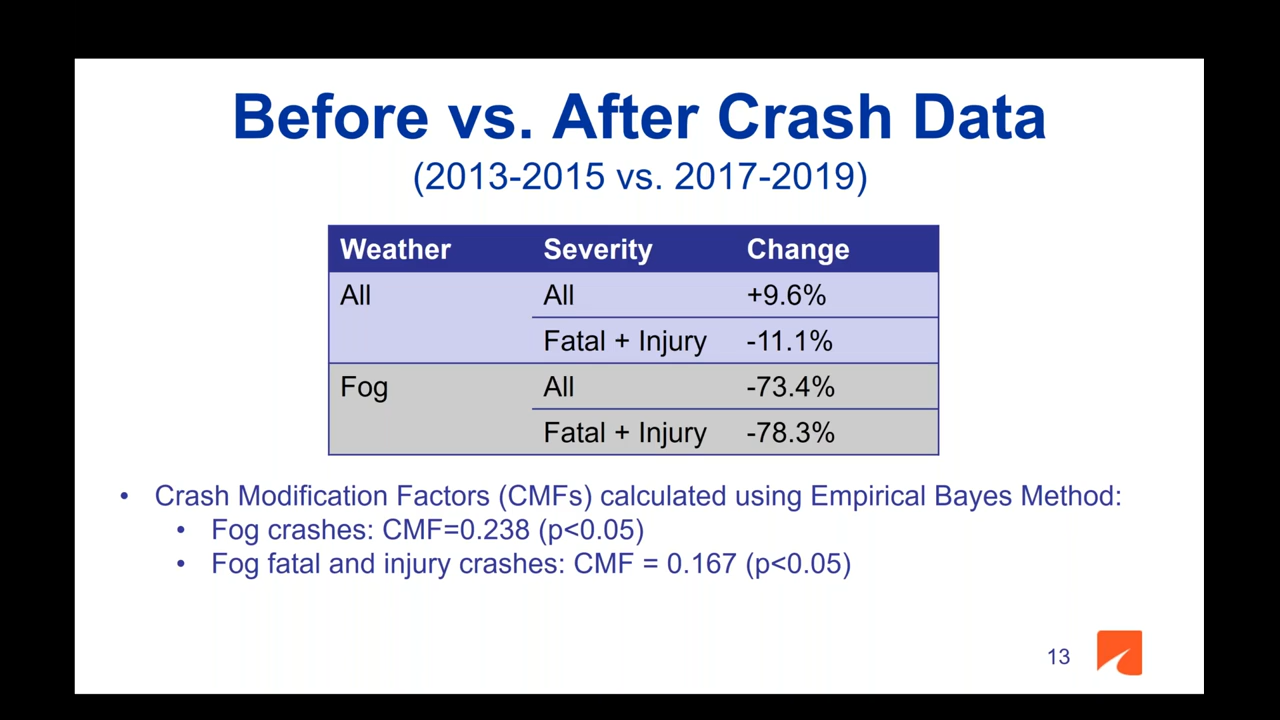 Before vs. After Crash Data
(2013-2015 vs. 2017-2019)
Weather Severity Change
All All +9.6%
Fatal + Injury -11.1%
Fog All -73.4%
Fatal + Injury -78.3%
• Crash Modification Factors (CMFs) calculated using Empirical Bayes Method:
• Fog crashes: CMF=0.238 (p<0.05)
• Fog fatal and injury crashes: CMF = 0.167 (p<0.05)
13